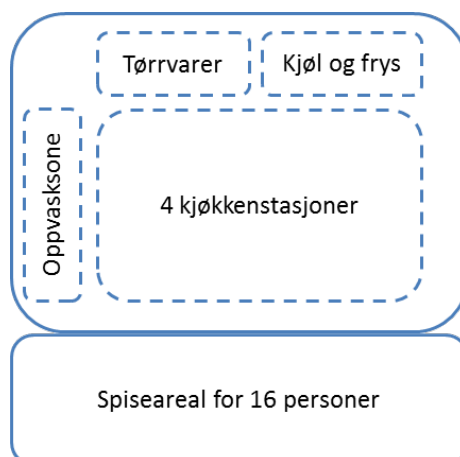 Tørrvarer
Kjøl og frys
Oppvasksone
4 kjøkkenstasjoner
Spiseareal for 16 personer